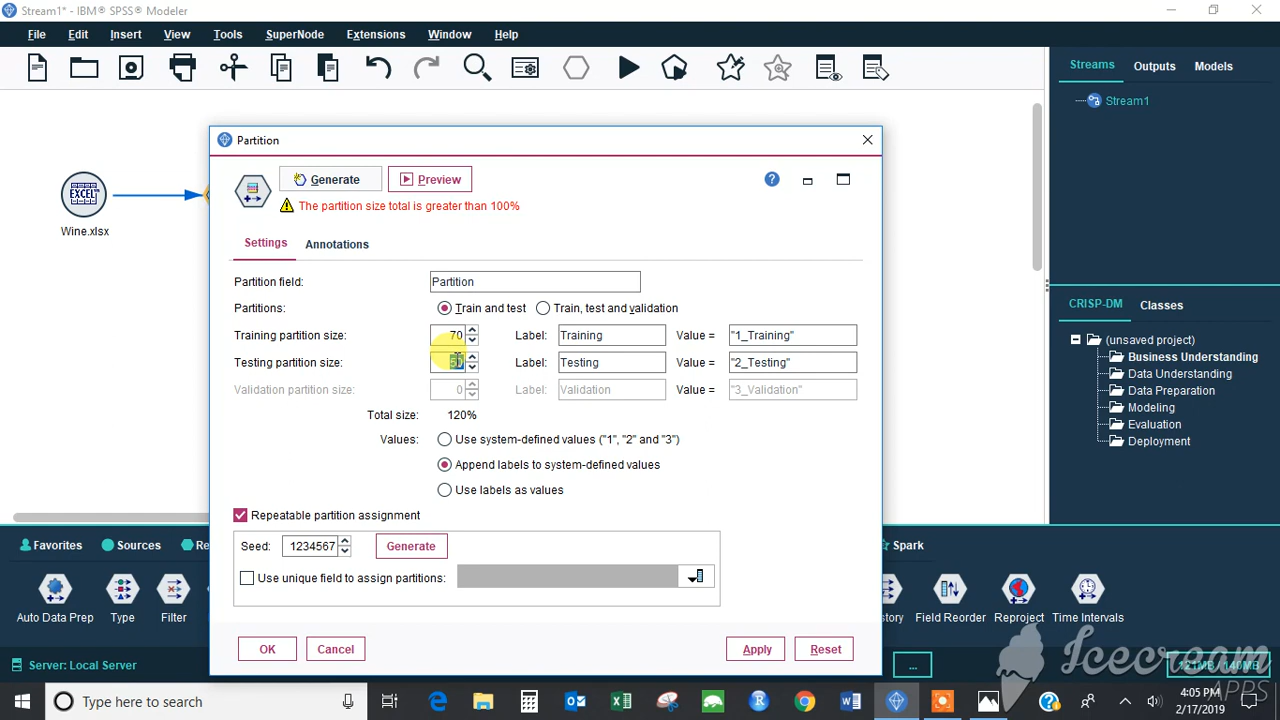 Stream1* - IBM® SPSS® Modeler
File Edit Insert View Tools SuperNode Extensions Window Help
Streams Outputs Models
Stream1
EXCEL
Wine.xlsx
Partition
Generate Preview
The partition size total is greater than 100%
Settings Annotations
Partition field: Partition
Partitions: Train and test Train, test and validation
Training partition size: 70 Label: Training Value = "1_Training"
Testing partition size: 50 Label: Testing Value = "2_Testing"
Validation partition size: 0 Label: Validation Value = "3_Validation"
Total size: 120%
Values: Use system-defined values ("1", "2" and "3")
Append labels to system-defined values
Use labels as values
Repeatable partition assignment
Seed: 1234567 Generate
Use unique field to assign partitions:
OK Cancel Apply Reset
CRISP-DM Classes
(unsaved project)
Business Understanding
Data Understanding
Data Preparation
Modeling
Evaluation
Deployment
Favorites Sources Re Spark
Auto Data Prep Type Filter story Field Reorder Reproject Time Intervals
Server: Local Server ... 121MB / 140MB
Icecream
APPS
Type here to search
4:05 PM
2/17/2019